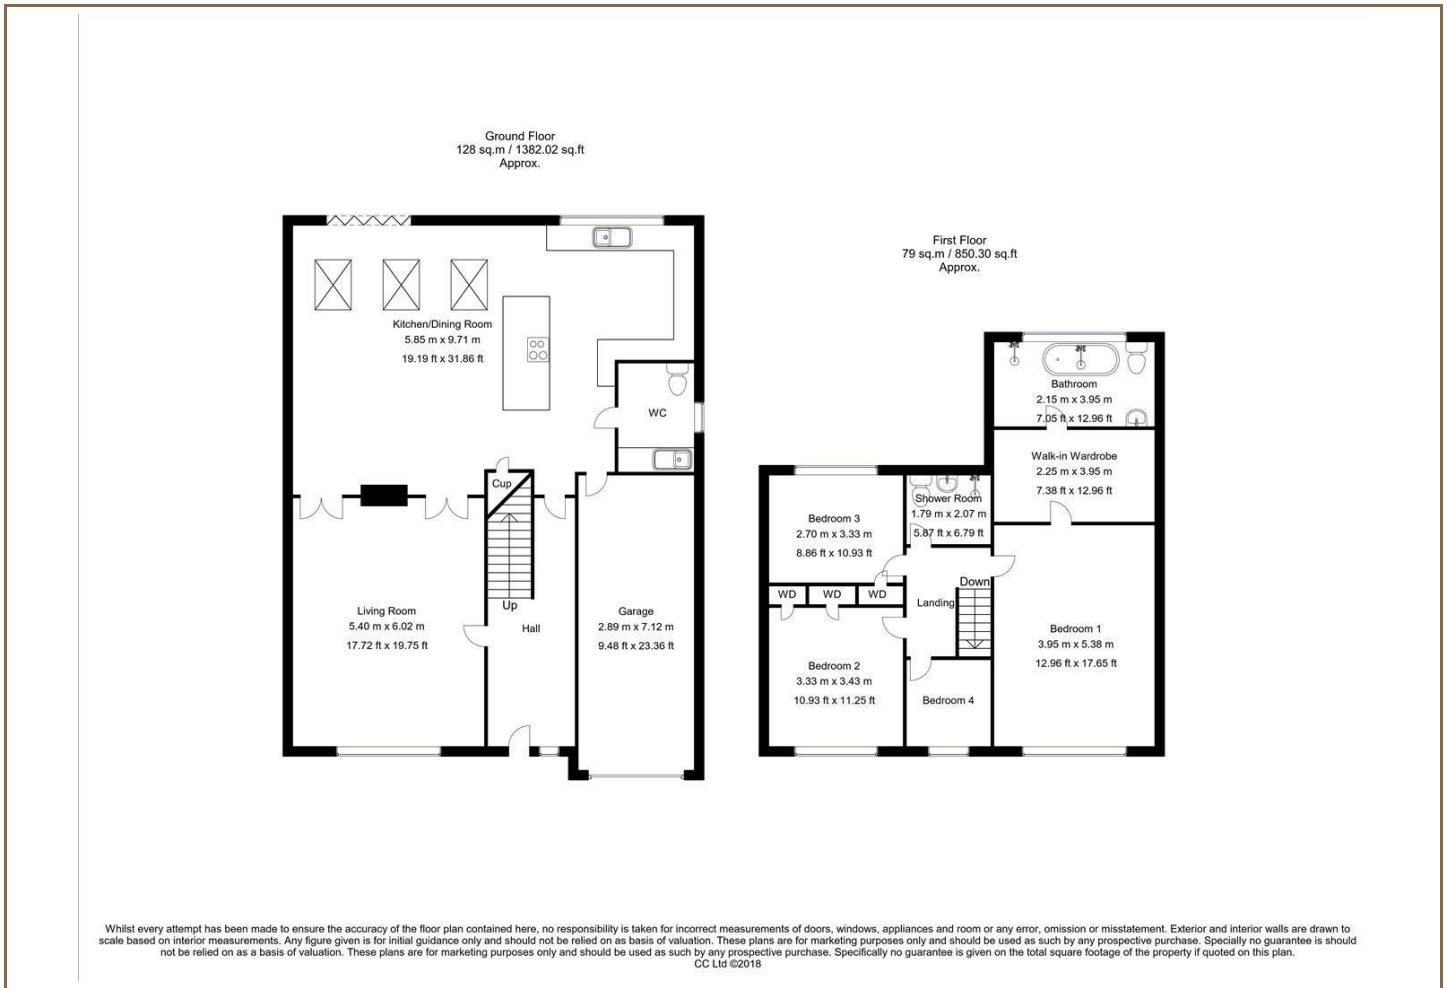 Ground Floor
128 sq.m / 1382.02 sq.ft
Approx.
Kitchen/Dining Room
5.85 m x 9.71 m
19.19 ft x 31.86 ft
WC
Cup
Up
Hall
Living Room
5.40 m x 6.02 m
17.72 ft x 19.75 ft
Garage
2.89 m x 7.12 m
9.48 ft x 23.36 ft
First Floor
79 sq.m / 850.30 sq.ft
Approx.
Bathroom
2.15 m x 3.95 m
7.05 ft x 12.96 ft
Walk-in Wardrobe
2.25 m x 3.95 m
7.38 ft x 12.96 ft
Shower Room
1.79 m x 2.07 m
5.87 ft x 6.79 ft
Bedroom 3
2.70 m x 3.33 m
8.86 ft x 10.93 ft
WD
WD
WD
Down
Landing
Bedroom 1
3.95 m x 5.38 m
12.96 ft x 17.65 ft
Bedroom 2
3.33 m x 3.43 m
10.93 ft x 11.25 ft
Bedroom 4
Whilst every attempt has been made to ensure the accuracy of the floor plan contained here, no responsibility is taken for incorrect measurements of doors, windows, appliances and room or any error, omission or misstatement. Exterior and interior walls are drawn to
scale based on interior measurements. Any figure given is for initial guidance only and should not be relied on as basis of valuation. These plans are for marketing purposes only and should be used as such by any prospective purchase. Specially no guarantee is should
not be relied on as a basis of valuation. These plans are for marketing purposes only and should be used as such by any prospective purchase. Specifically no guarantee is given on the total square footage of the property if quoted on this plan.
CC Ltd ©2018